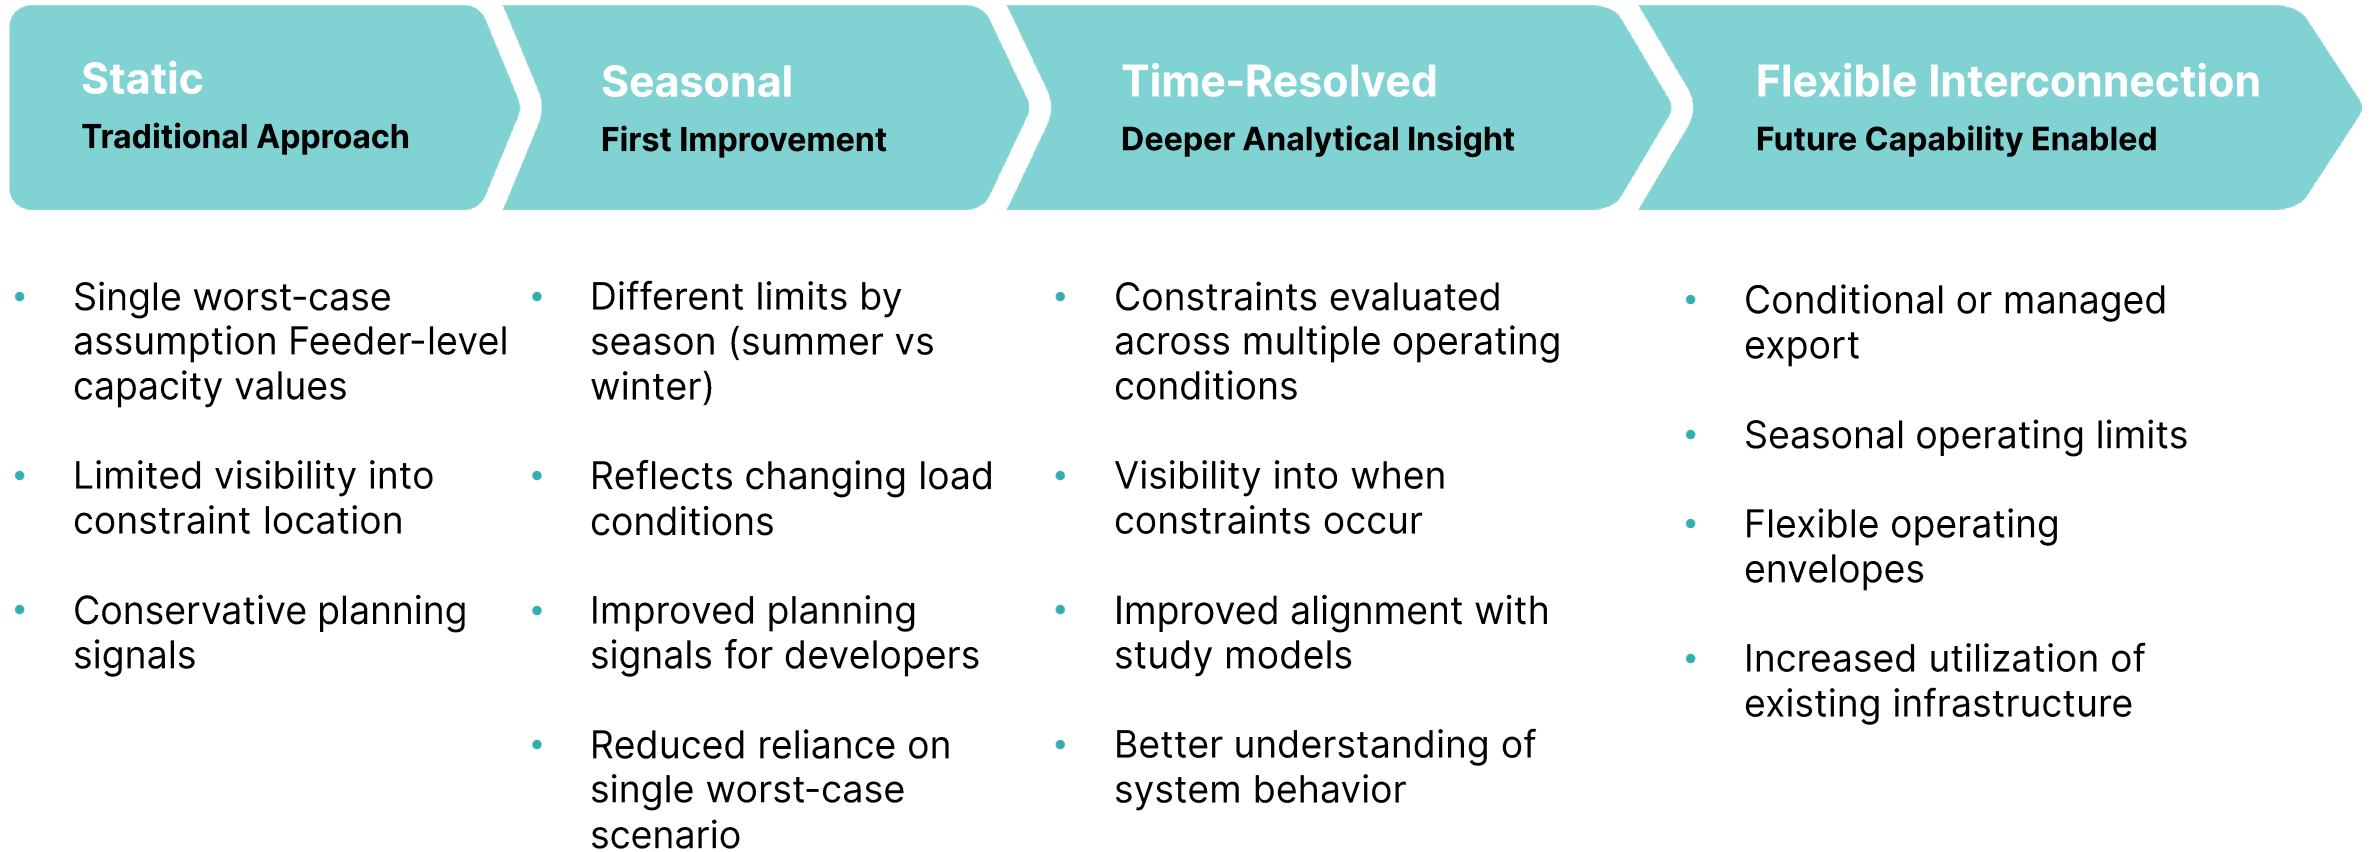 Static
Traditional Approach
Seasonal
First Improvement
Time-Resolved
Deeper Analytical Insight
Flexible Interconnection
Future Capability Enabled
• Single worst-case
assumption Feeder-level
capacity values
• Limited visibility into
constraint location
• Conservative planning
signals
• Different limits by
season (summer vs
winter)
• Reflects changing load
conditions
• Improved planning
signals for developers
• Reduced reliance on
single worst-case
scenario
• Constraints evaluated
across multiple operating
conditions
• Visibility into when
constraints occur
• Improved alignment with
study models
• Better understanding of
system behavior
• Conditional or managed
export
• Seasonal operating limits
• Flexible operating
envelopes
• Increased utilization of
existing infrastructure